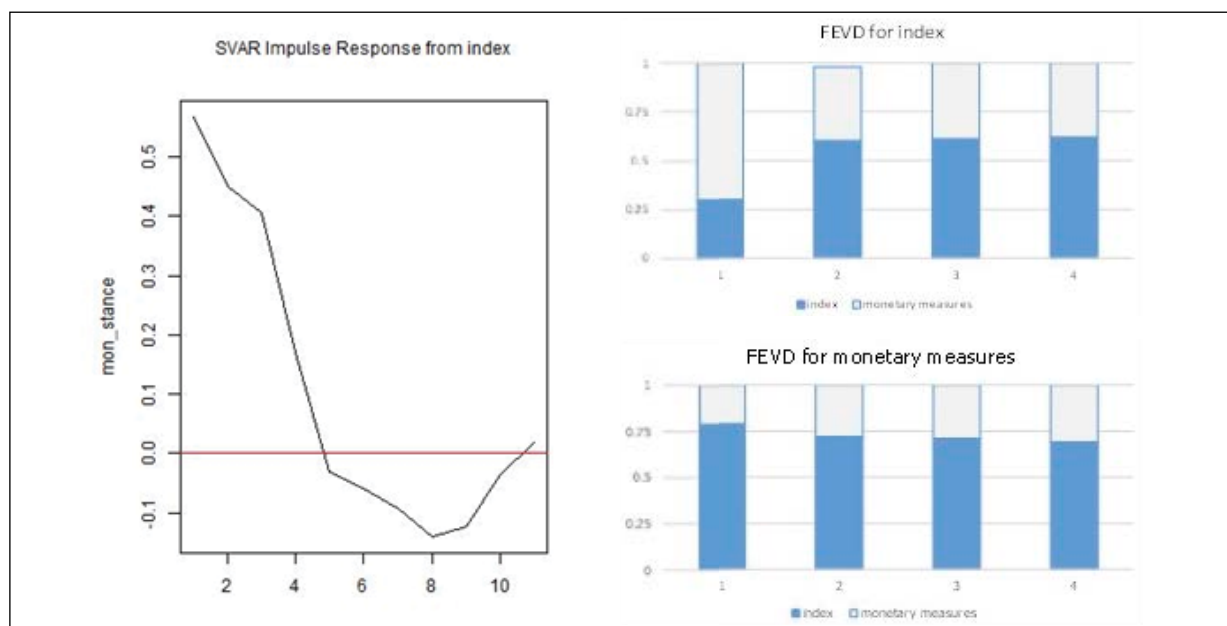 SVAR Impulse Response from index
mon_stance
0.5
0.4
0.3
0.2
0.1
0.0
-0.1
2 4 6 8 10
FEVD for index
1
0.75
0.5
0.25
0
1 2 3 4
index monetary measures
FEVD for monetary measures
1
0.75
0.5
0.25
0
1 2 3 4
index monetary measures